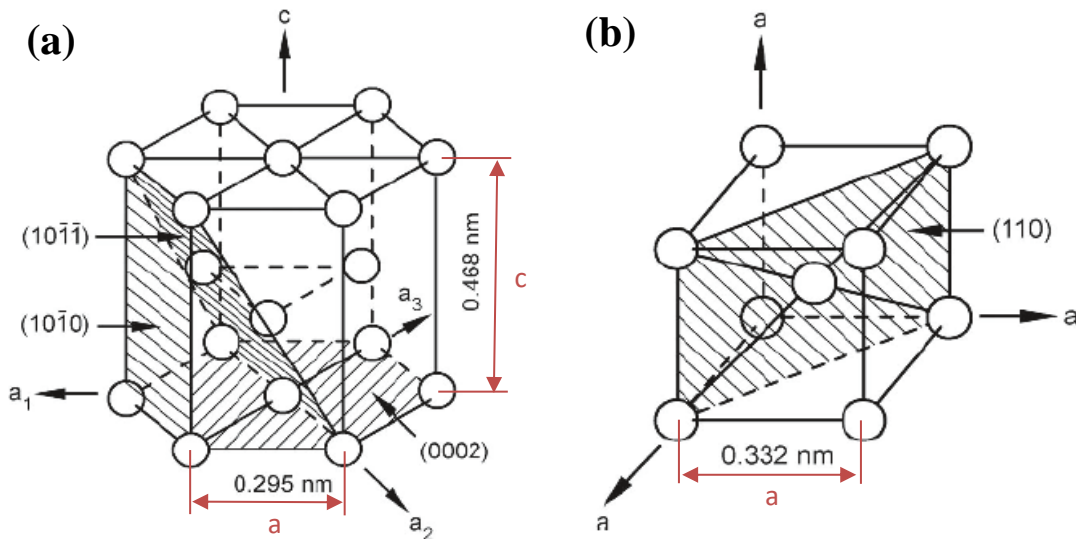 (a)
c
(101̄1̄)
(101̄0)
a₁
a₃
0.468 nm
c
(0002)
0.295 nm
a
a₂
(b)
a
(110)
a
0.332 nm
a
a